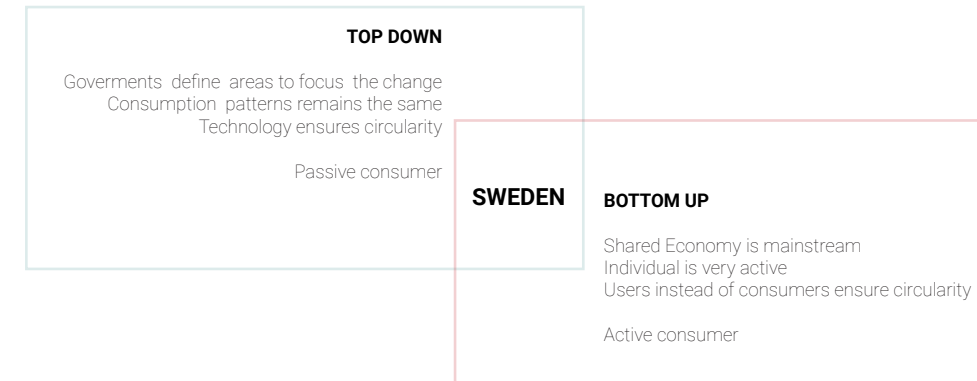 TOP DOWN
Goverments define areas to focus the change
Consumption patterns remains the same
Technology ensures circularity
Passive consumer
SWEDEN
BOTTOM UP
Shared Economy is mainstream
Individual is very active
Users instead of consumers ensure circularity
Active consumer